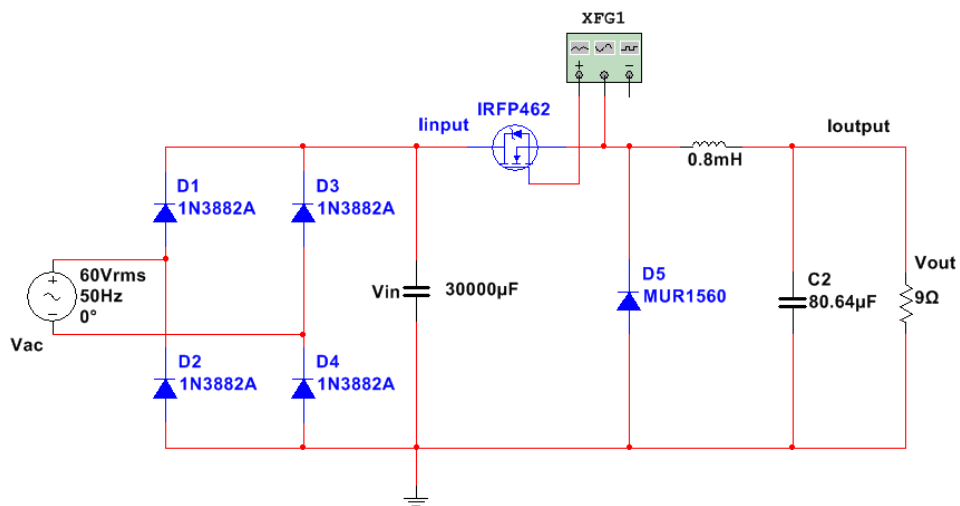 XFG1
+
−
IRFP462
Iinput
Ioutput
0.8mH
D1
1N3882A
D3
1N3882A
+
−
60Vrms
50Hz
0°
Vac
Vin
30000µF
D5
MUR1560
C2
80.64µF
Vout
9Ω
D2
1N3882A
D4
1N3882A